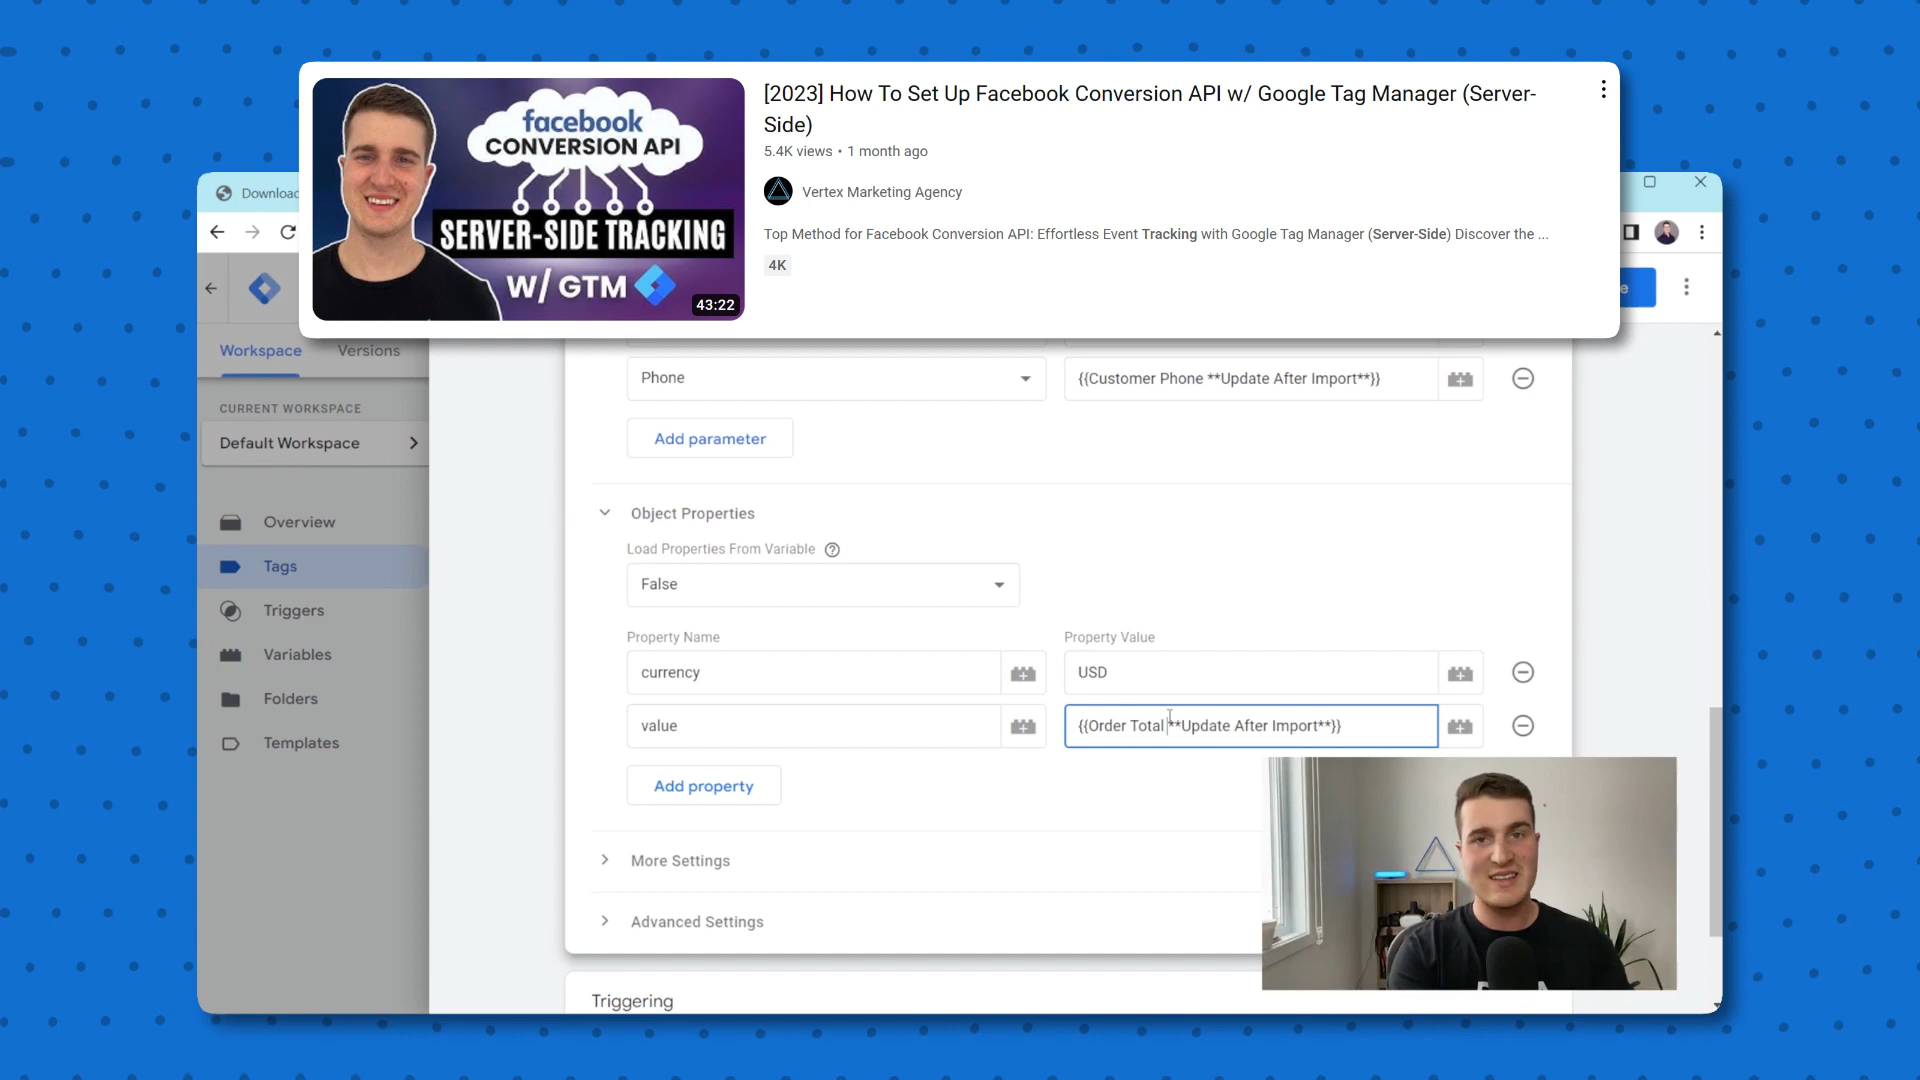 facebook
CONVERSION API
SERVER-SIDE TRACKING
W/ GTM
43:22
[2023] How To Set Up Facebook Conversion API w/ Google Tag Manager (Server-
Side)
5.4K views • 1 month ago
Vertex Marketing Agency
Top Method for Facebook Conversion API: Effortless Event Tracking with Google Tag Manager (Server-Side) Discover the ...
4K
Workspace
Versions
CURRENT WORKSPACE
Default Workspace
Overview
Tags
Triggers
Variables
Folders
Templates
Phone
{{Customer Phone **Update After Import**}}
Add parameter
Object Properties
Load Properties From Variable
False
Property Name
Property Value
currency
USD
value
{{Order Total **Update After Import**}}
Add property
More Settings
Advanced Settings
Triggering